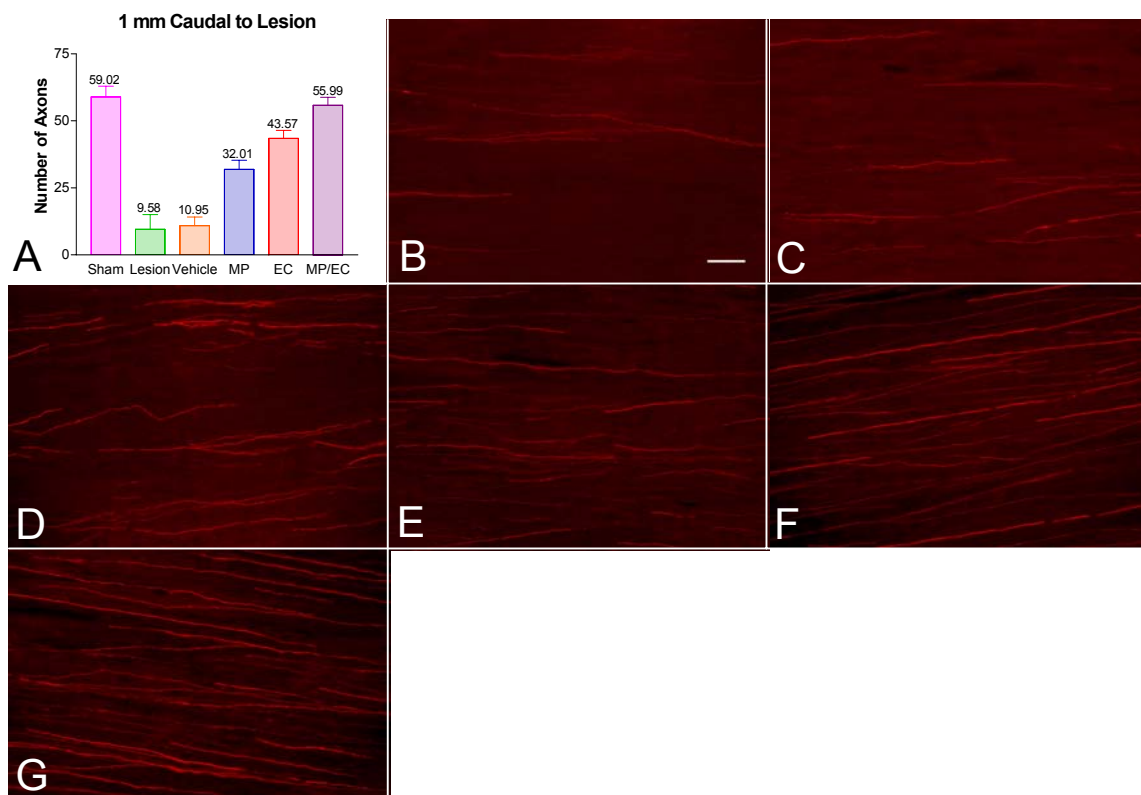 1 mm Caudal to Lesion
Number of Axons
75
50
25
0
59.02
9.58
10.95
32.01
43.57
55.99
Sham Lesion Vehicle MP EC MP/EC
A
B
C
D
E
F
G